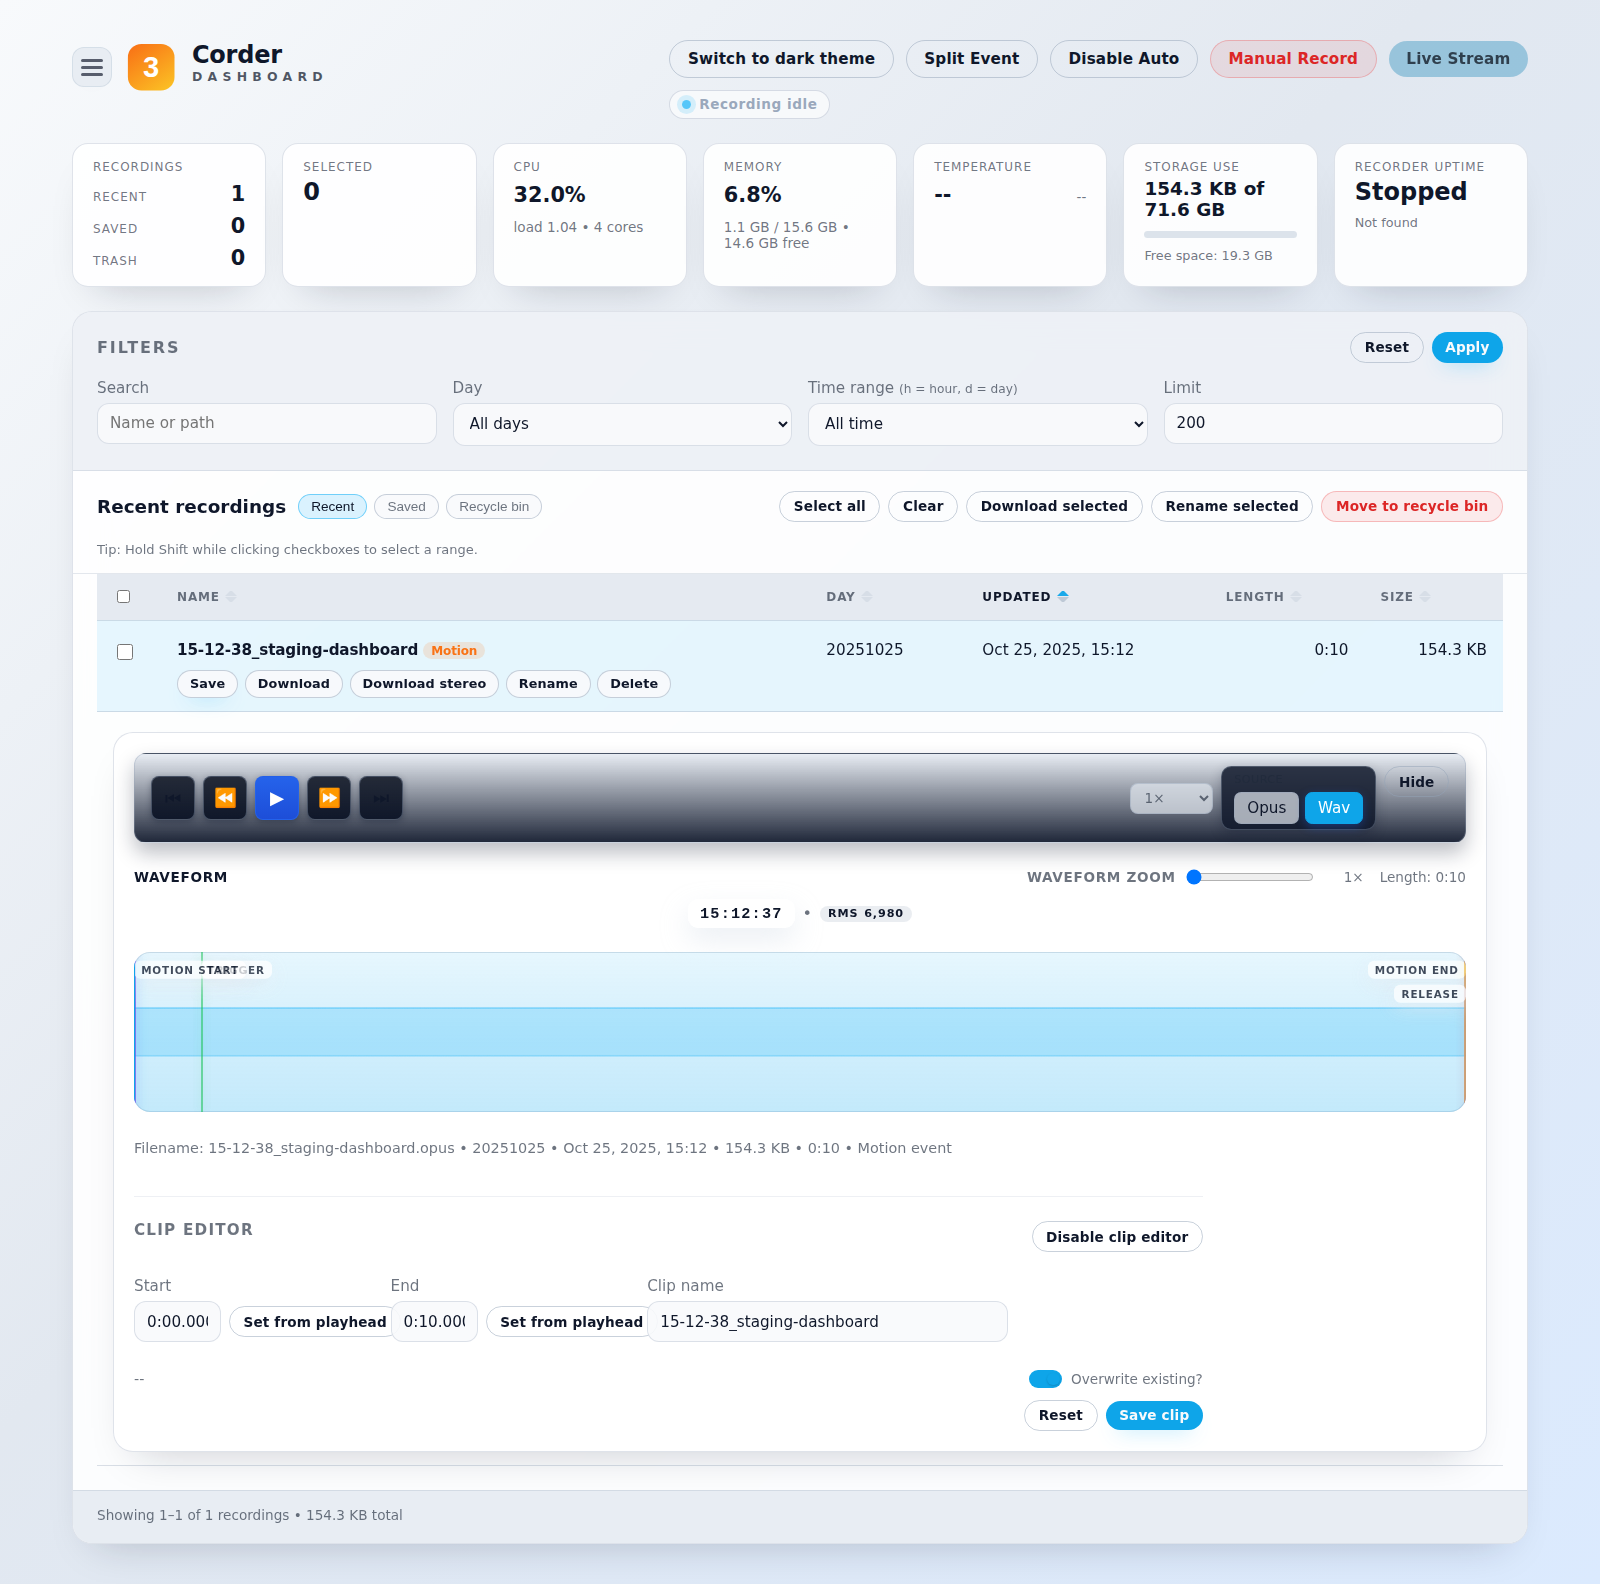 3
Corder
DASHBOARD
Switch to dark theme
Split Event
Disable Auto
Manual Record
Live Stream
Recording idle
RECORDINGS
RECENT 1
SAVED 0
TRASH 0
SELECTED
0
CPU
32.0%
load 1.04 • 4 cores
MEMORY
6.8%
1.1 GB / 15.6 GB •
14.6 GB free
TEMPERATURE
-- --
STORAGE USE
154.3 KB of
71.6 GB
Free space: 19.3 GB
RECORDER UPTIME
Stopped
Not found
FILTERS
Reset
Apply
Search
Name or path
Day
All days
Time range (h = hour, d = day)
All time
Limit
200
Recent recordings
Recent
Saved
Recycle bin
Select all
Clear
Download selected
Rename selected
Move to recycle bin
Tip: Hold Shift while clicking checkboxes to select a range.
NAME DAY UPDATED LENGTH SIZE
15-12-38_staging-dashboard Motion 20251025 Oct 25, 2025, 15:12 0:10 154.3 KB
Save Download Download stereo Rename Delete
1×
Opus
Wav
Hide
WAVEFORM
WAVEFORM ZOOM 1× Length: 0:10
15:12:37 • RMS 6,980
MOTION START
MOTION END
RELEASE
Filename: 15-12-38_staging-dashboard.opus • 20251025 • Oct 25, 2025, 15:12 • 154.3 KB • 0:10 • Motion event
CLIP EDITOR
Disable clip editor
Start
End
Clip name
0:00.00
Set from playhead
0:10.00
Set from playhead
15-12-38_staging-dashboard
--
Overwrite existing?
Reset
Save clip
Showing 1–1 of 1 recordings • 154.3 KB total